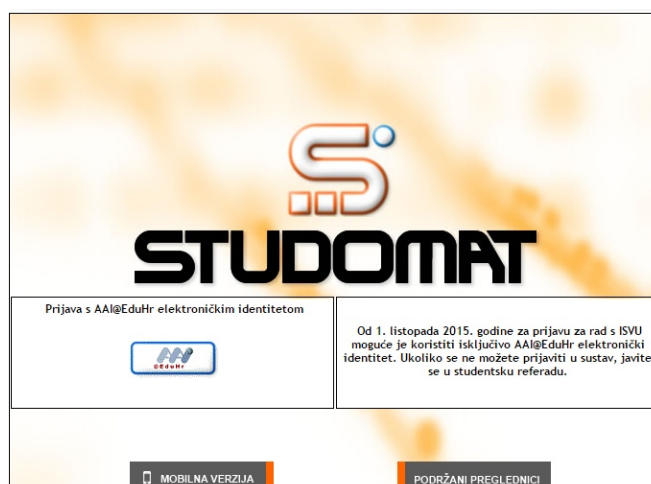 STUDOMAT
Prijava s AAI@EduHr elektroničkim identitetom
AAI
@EduHr
Od 1. listopada 2015. godine za prijavu za rad s ISVU
moguće je koristiti isključivo AAI@EduHr elektronički
identitet. Ukoliko se ne možete prijaviti u sustav, javite
se u studentsku referadu.
MOBILNA VERZIJA
PODRŽANI PREGLEDNICI